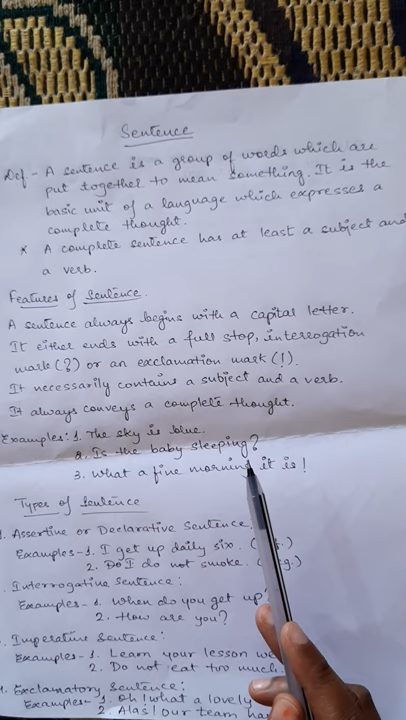 Sentence
Def - A sentence is a group of words which are
put together to mean something. It is the
basic unit of a language which expresses a
complete thought.
* A complete sentence has at least a subject and
a verb.
Features of Sentence.
A sentence always begins with a capital letter.
It either ends with a full stop, interrogation
mark (?) or an exclamation mark (!).
It necessarily contains a subject and a verb.
It always conveys a complete thought.
Examples: 1. The sky is blue.
2. Is the baby sleeping?
3. What a fine morning it is!
Types of Sentence
1. Assertive or Declarative Sentence.
Examples - 1. I get up daily six.
2. Do I do not smoke.
Interrogative Sentence:
Examples - 1. When do you get up?
2. How are you?
Imperative Sentence:
Examples - 1. Learn your lesson
2. Do not eat too much
Exclamatory Sentence:
Examples - 1. Oh! What a lovely
2. Alas! Our team